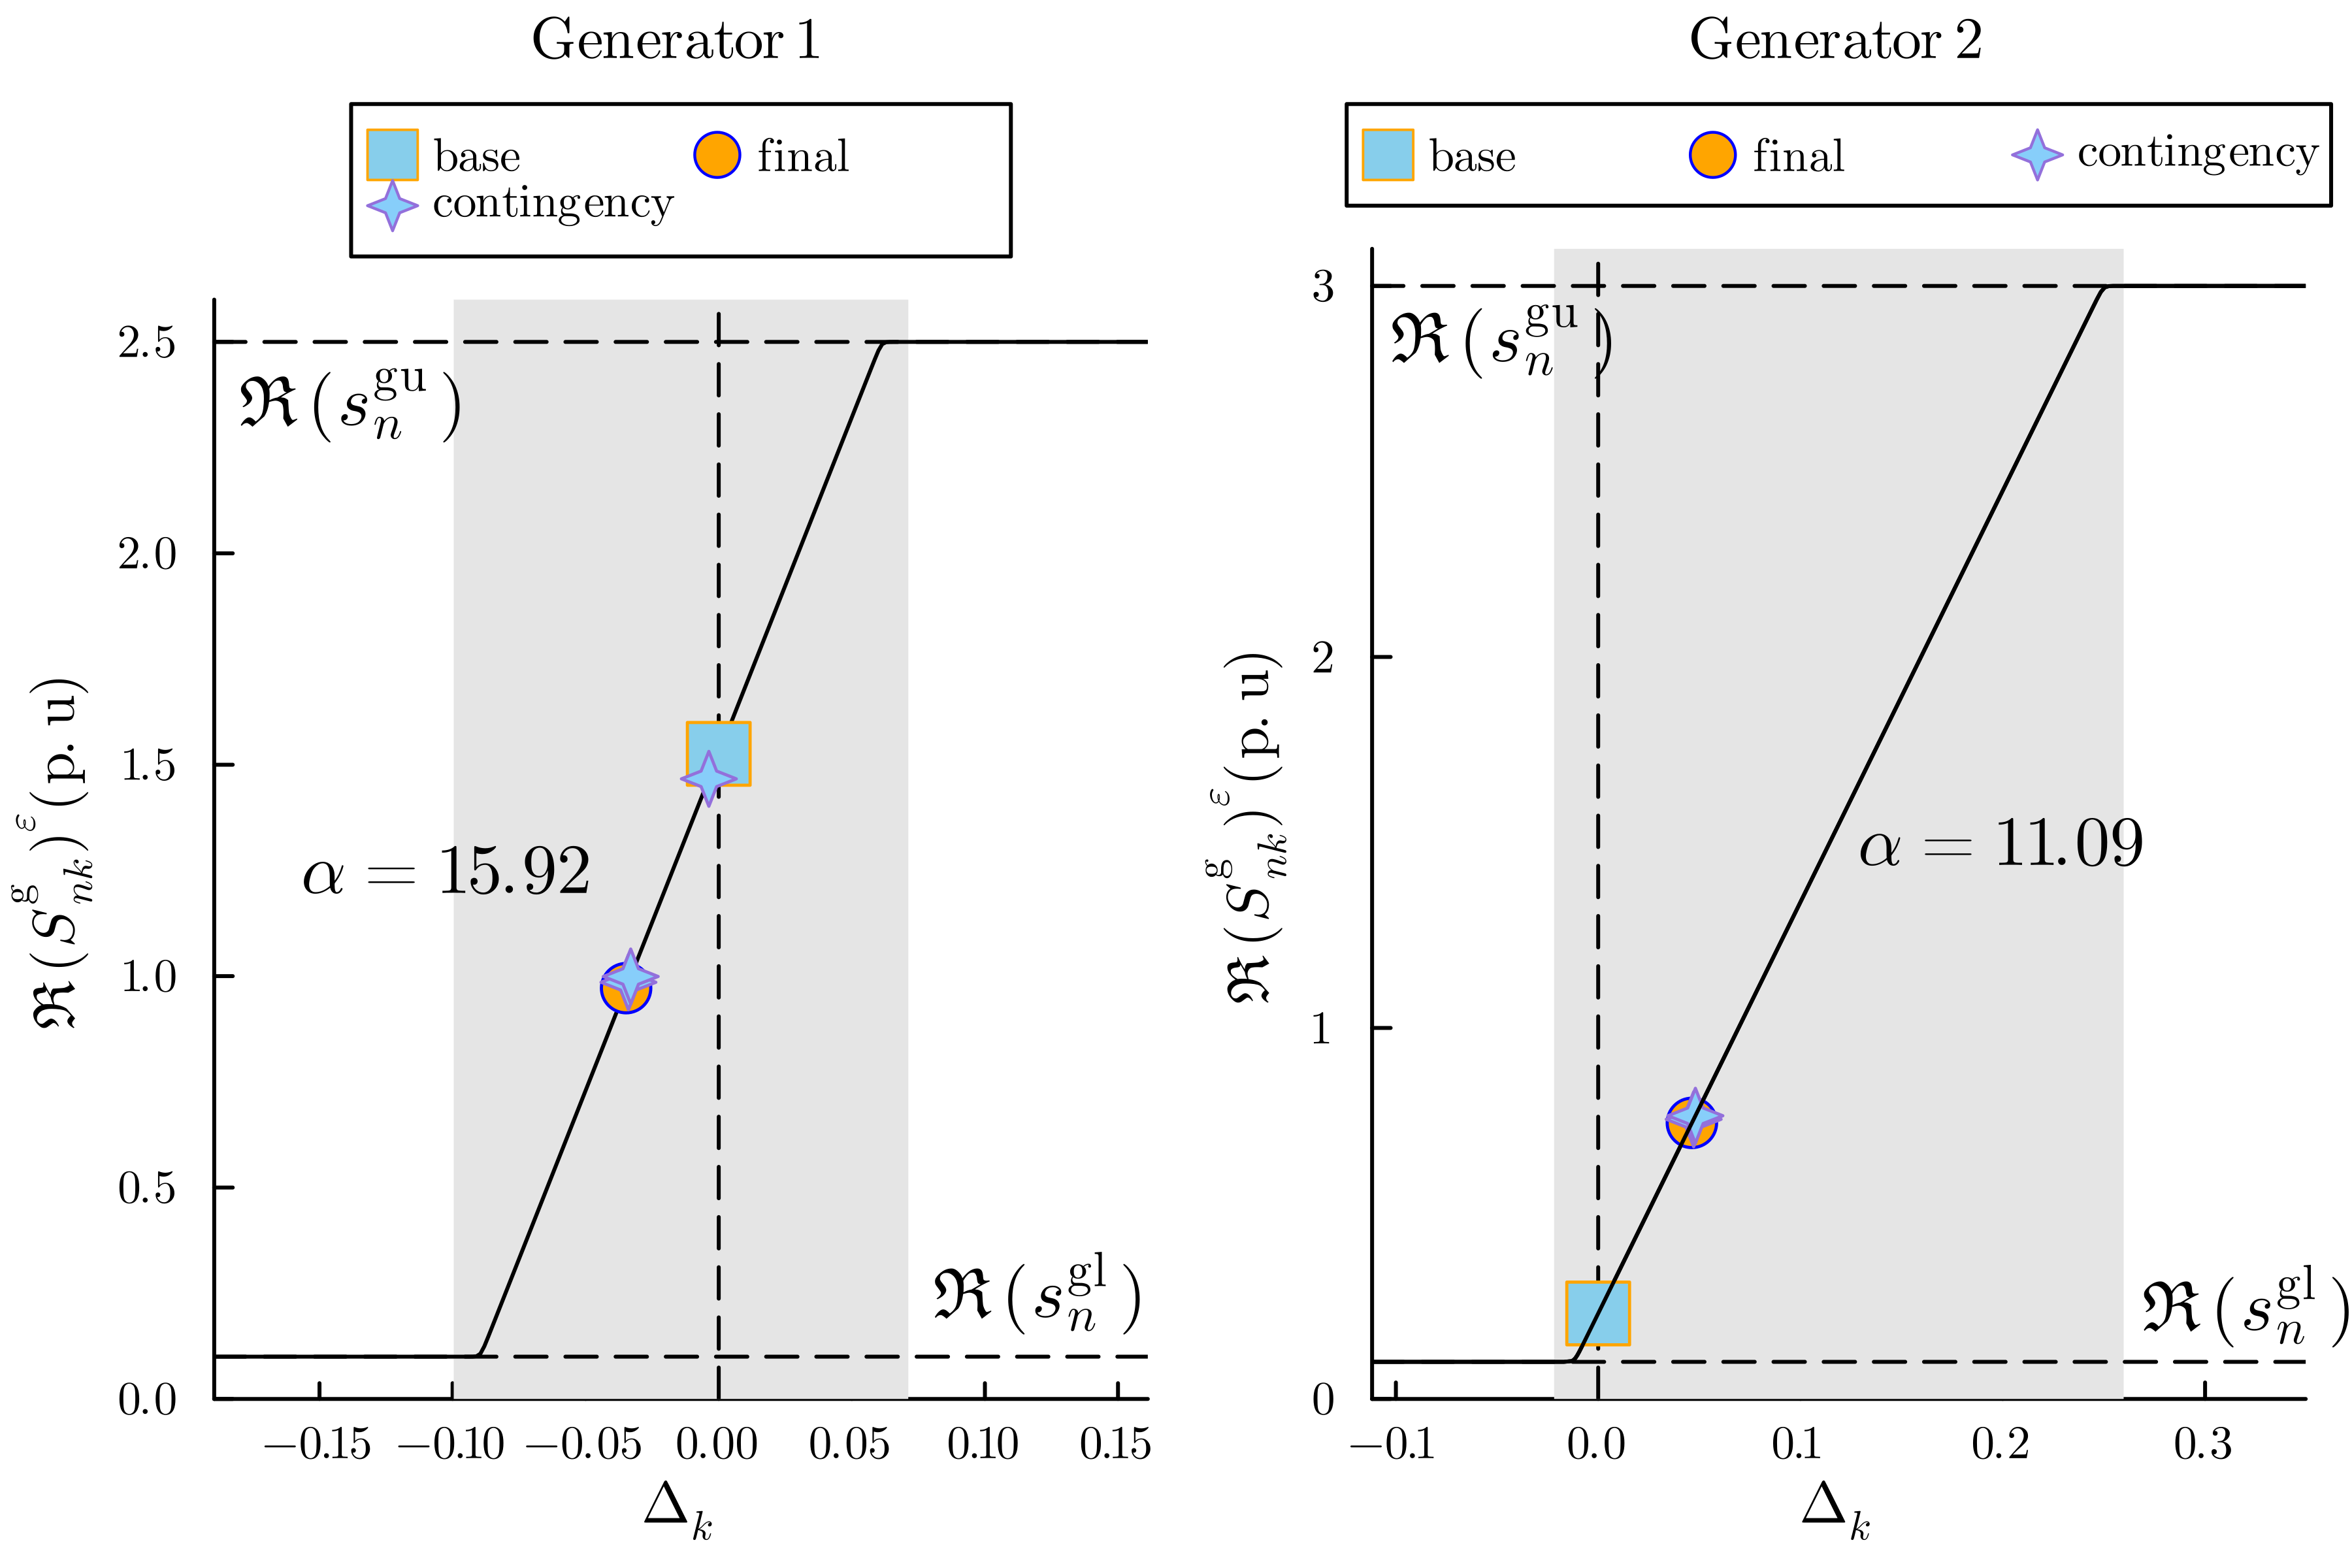 Generator 1
base
final
contingency
2.5
2.0
1.5
1.0
0.5
0.0
ℜ(s_n^gu)
α = 15.92
ℜ(s_n^gl)
ℜ(S_nk^g)^ε (p. u)
−0.15 −0.10 −0.05 0.00 0.05 0.10 0.15
Δ_k
Generator 2
base
final
contingency
3
2
1
0
ℜ(s_n^gu)
α = 11.09
ℜ(s_n^gl)
ℜ(S_nk^g)^ε (p. u)
−0.1 0.0 0.1 0.2 0.3
Δ_k